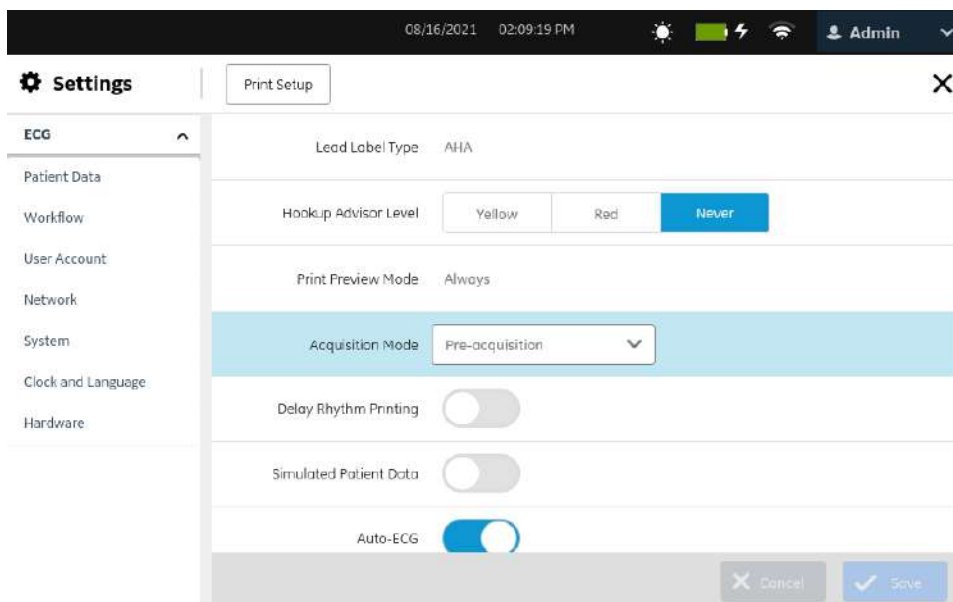 08/16/2021 02:09:19 PM Admin
Settings
Print Setup
ECG
Patient Data
Workflow
User Account
Network
System
Clock and Language
Hardware
Lead Label Type AHA
Hookup Advisor Level Yellow Red Never
Print Preview Mode Always
Acquisition Mode Pre-acquisition
Delay Rhythm Printing
Simulated Patient Data
Auto-ECG
Cancel Save